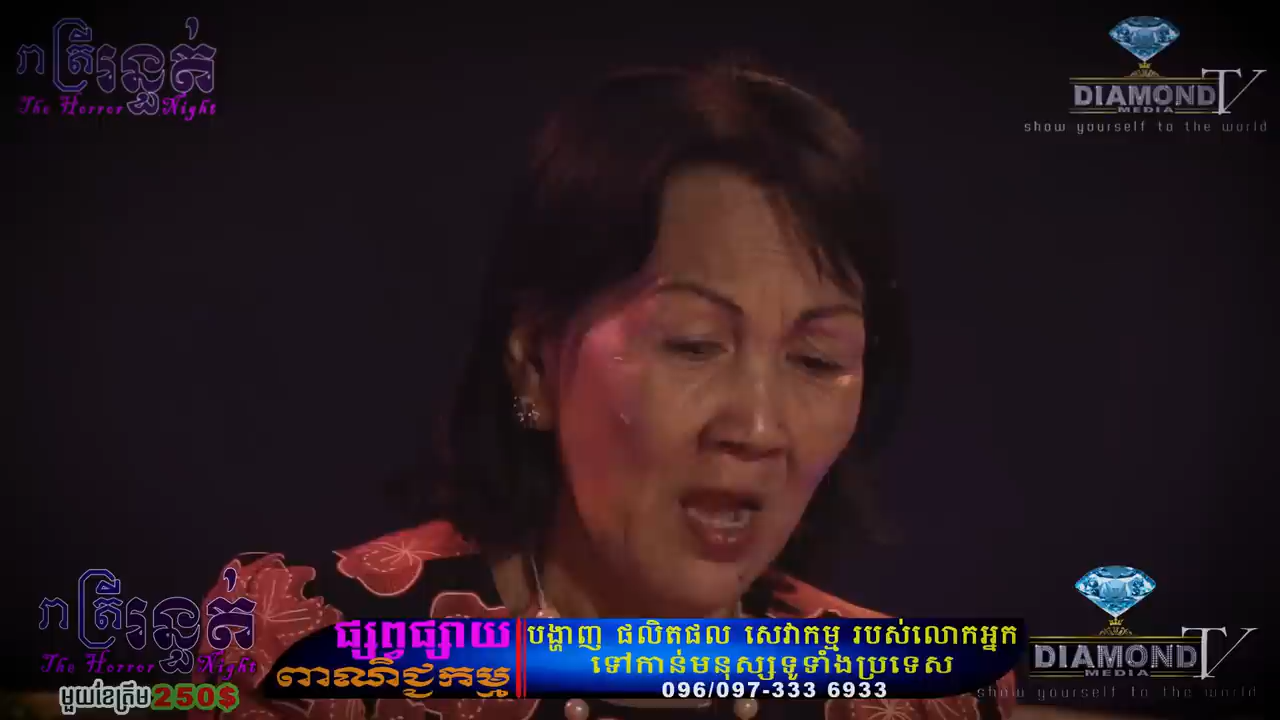 រាត្រីរន្ធត់
The Horror Night
DIAMOND TV
MEDIA
show yourself to the world
រាត្រីរន្ធត់
The Horror Night
មួយខែត្រឹម 250$
ផ្សព្វផ្សាយ
ពាណិជ្ជកម្ម
បង្ហាញ ផលិតផល សេវាកម្ម របស់លោកអ្នក
ទៅកាន់មនុស្សទូទាំងប្រទេស
096/097-333 6933
DIAMOND TV
MEDIA
show yourself to the world